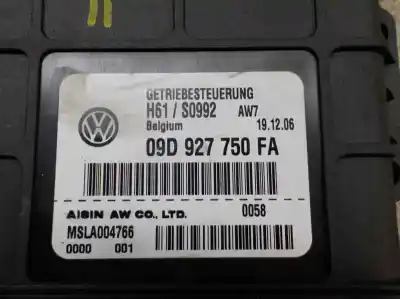 GETRIEBESTEUERUNG
H61 / S0992 AW7
Belgium 19.12.06
09D 927 750 FA
AISIN AW CO., LTD. 0058
MSLA004766
0000 001